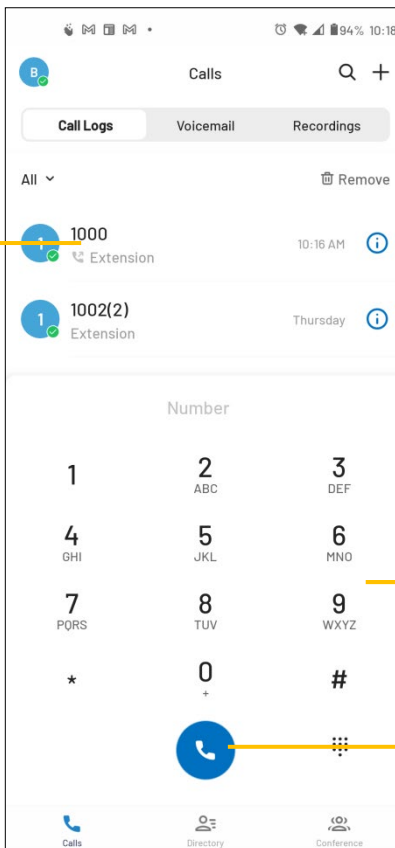 94% 10:18
B
Calls
Call Logs Voicemail Recordings
All Remove
1 1000 10:16 AM
Extension
1 1002(2) Thursday
Extension
Number
1 2 3
ABC DEF
4 5 6
GHI JKL MNO
7 8 9
PQRS TUV WXYZ
* 0 #
+
Calls Directory Conference